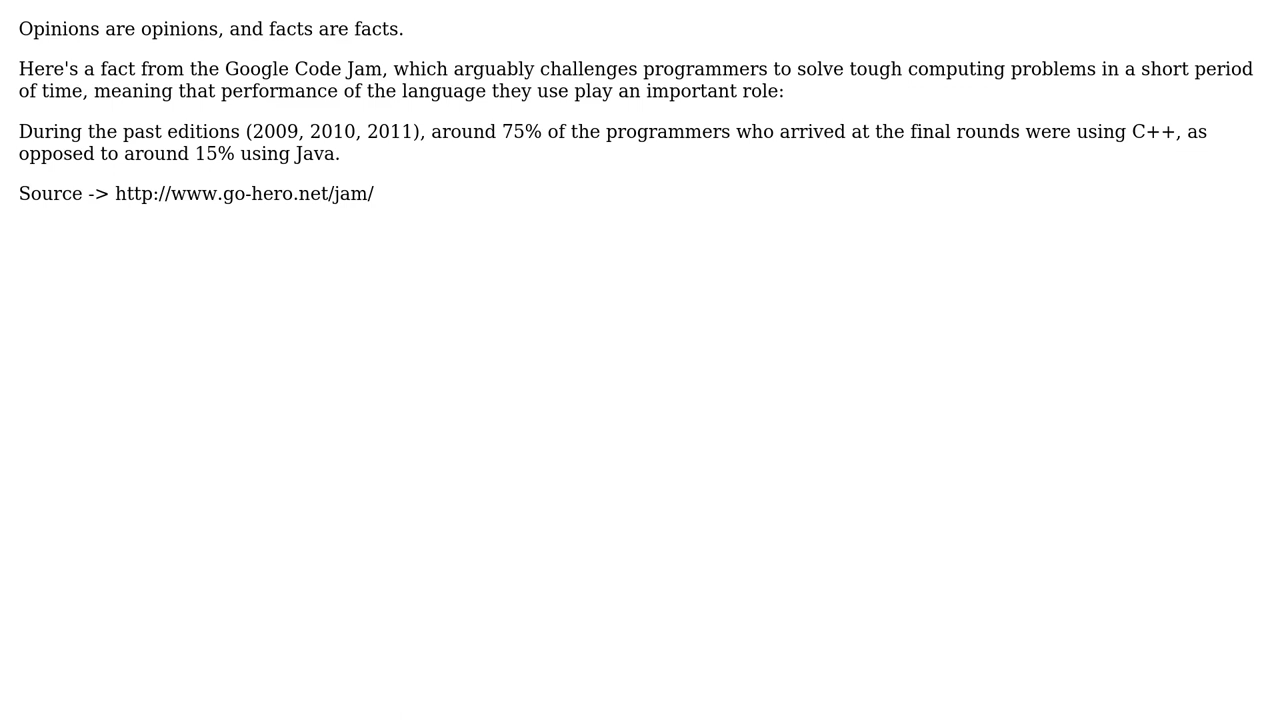 Opinions are opinions, and facts are facts.
Here's a fact from the Google Code Jam, which arguably challenges programmers to solve tough computing problems in a short period
of time, meaning that performance of the language they use play an important role:
During the past editions (2009, 2010, 2011), around 75% of the programmers who arrived at the final rounds were using C++, as
opposed to around 15% using Java.
Source -> http://www.go-hero.net/jam/